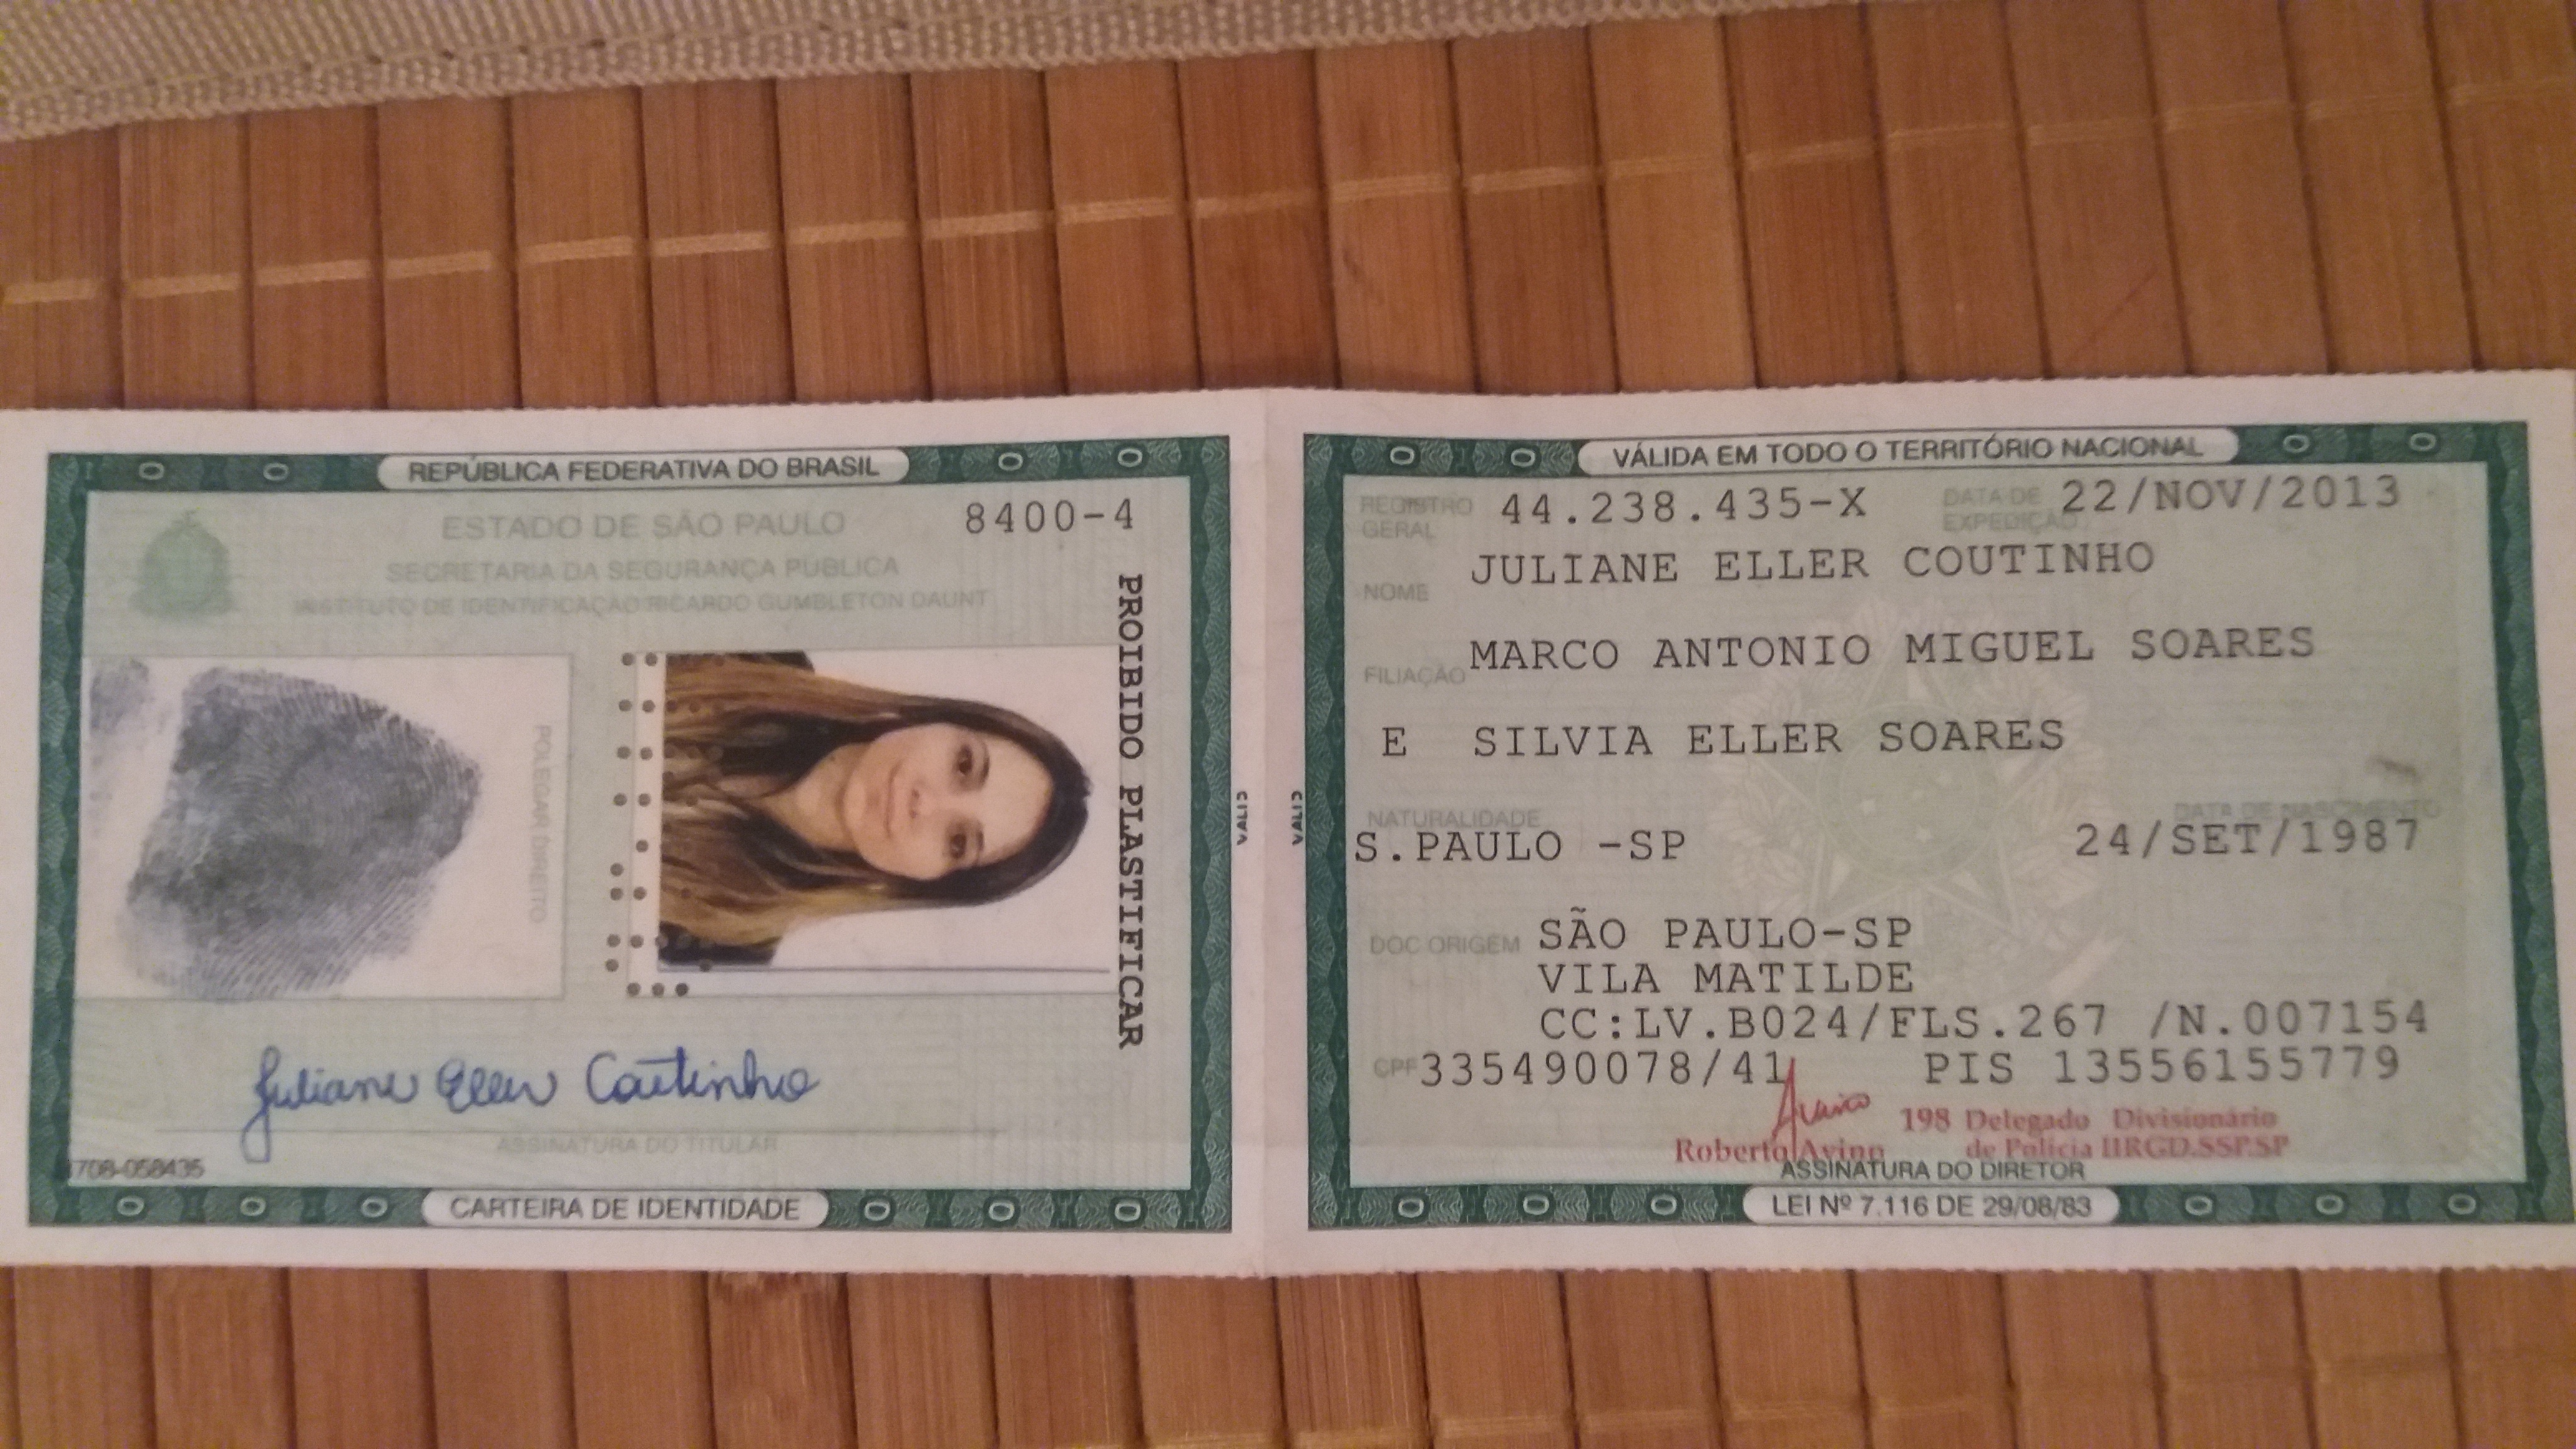 REPÚBLICA FEDERATIVA DO BRASIL
ESTADO DE SÃO PAULO
8400-4
SECRETARIA DA SEGURANÇA PÚBLICA
INSTITUTO DE IDENTIFICAÇÃO RICARDO GUMBLETON DAUNT
POLEGAR DIREITO
PROIBIDO PLASTIFICAR
Juliane Eller Coutinho
ASSINATURA DO TITULAR
708-058435
CARTEIRA DE IDENTIDADE
VALID
VALID
VÁLIDA EM TODO O TERRITÓRIO NACIONAL
REGISTRO GERAL 44.238.435-X DATA DE EXPEDIÇÃO 22/NOV/2013
NOME JULIANE ELLER COUTINHO
FILIAÇÃO MARCO ANTONIO MIGUEL SOARES
E SILVIA ELLER SOARES
NATURALIDADE DATA DE NASCIMENTO
S.PAULO -SP 24/SET/1987
DOC ORIGEM SÃO PAULO-SP
VILA MATILDE
CC:LV.B024/FLS.267 /N.007154
CPF 335490078/41 PIS 13556155779
198 Delegado Divisionário
Roberto Avino de Polícia IIRGD.SSP.SP
ASSINATURA DO DIRETOR
LEI Nº 7.116 DE 29/08/83